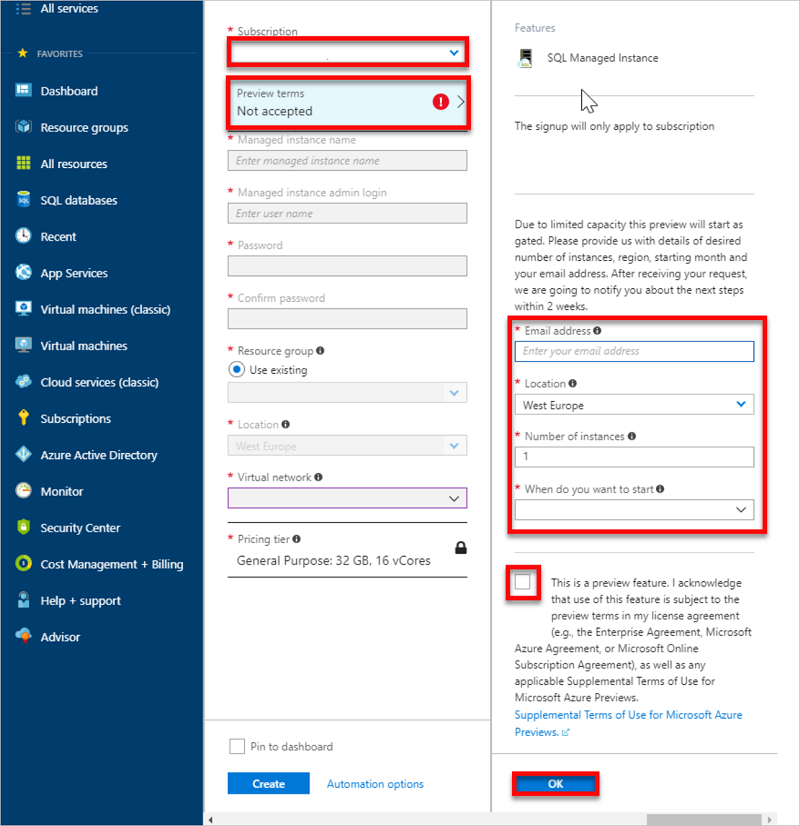 All services
FAVORITES
Dashboard
Resource groups
All resources
SQL databases
Recent
App Services
Virtual machines (classic)
Virtual machines
Cloud services (classic)
Subscriptions
Azure Active Directory
Monitor
Security Center
Cost Management + Billing
Help + support
Advisor
* Subscription
Preview terms
Not accepted
* Managed instance name
Enter managed instance name
* Managed instance admin login
Enter user name
* Password
* Confirm password
* Resource group
Use existing
* Location
West Europe
* Virtual network
* Pricing tier
General Purpose: 32 GB, 16 vCores
Pin to dashboard
Create
Automation options
Features
SQL Managed Instance
The signup will only apply to subscription
Due to limited capacity this preview will start as
gated. Please provide us with details of desired
number of instances, region, starting month and
your email address. After receiving your request,
we are going to notify you about the next steps
within 2 weeks.
* Email address
Enter your email address
* Location
West Europe
* Number of instances
1
* When do you want to start
This is a preview feature. I acknowledge
that use of this feature is subject to the
preview terms in my license agreement
(e.g., the Enterprise Agreement, Microsoft
Azure Agreement, or Microsoft Online
Subscription Agreement), as well as any
applicable Supplemental Terms of Use for
Microsoft Azure Previews.
Supplemental Terms of Use for Microsoft Azure
Previews.
OK